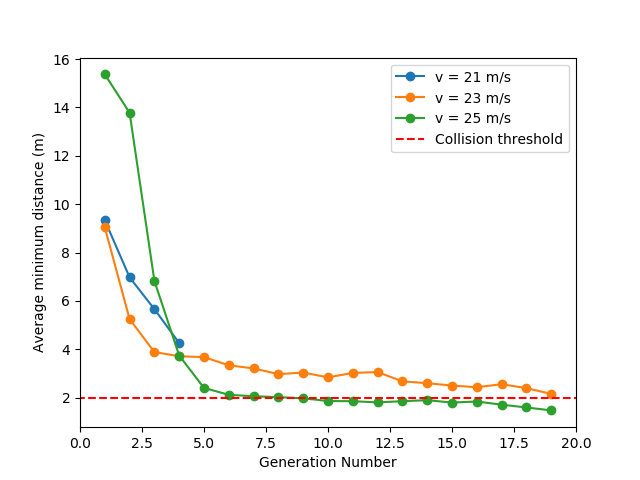 16
14
12
10
8
6
4
2
Average minimum distance (m)
v = 21 m/s
v = 23 m/s
v = 25 m/s
Collision threshold
0.0 2.5 5.0 7.5 10.0 12.5 15.0 17.5 20.0
Generation Number